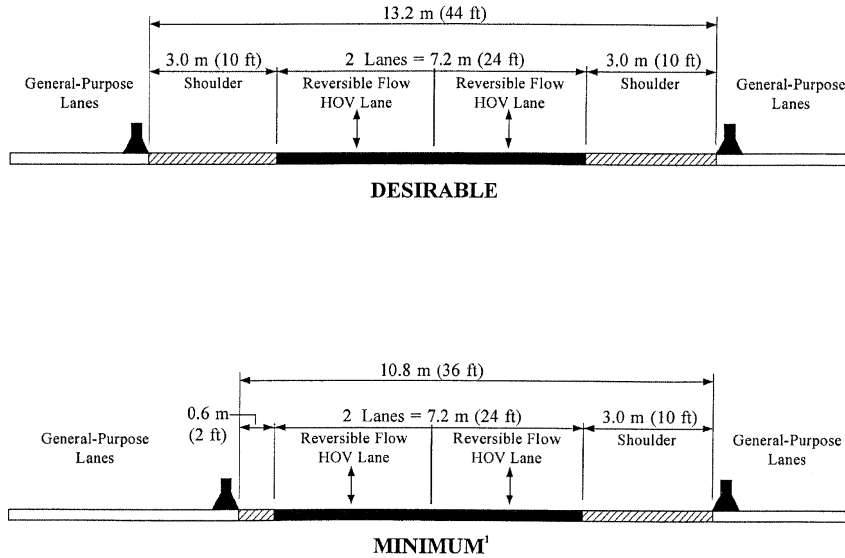 13.2 m (44 ft)
3.0 m (10 ft)
2 Lanes = 7.2 m (24 ft)
3.0 m (10 ft)
General-Purpose
Lanes
Shoulder
Reversible Flow
HOV Lane
Reversible Flow
HOV Lane
Shoulder
General-Purpose
Lanes
DESIRABLE
10.8 m (36 ft)
0.6 m
(2 ft)
2 Lanes = 7.2 m (24 ft)
3.0 m (10 ft)
General-Purpose
Lanes
Reversible Flow
HOV Lane
Reversible Flow
HOV Lane
Shoulder
General-Purpose
Lanes
MINIMUM¹